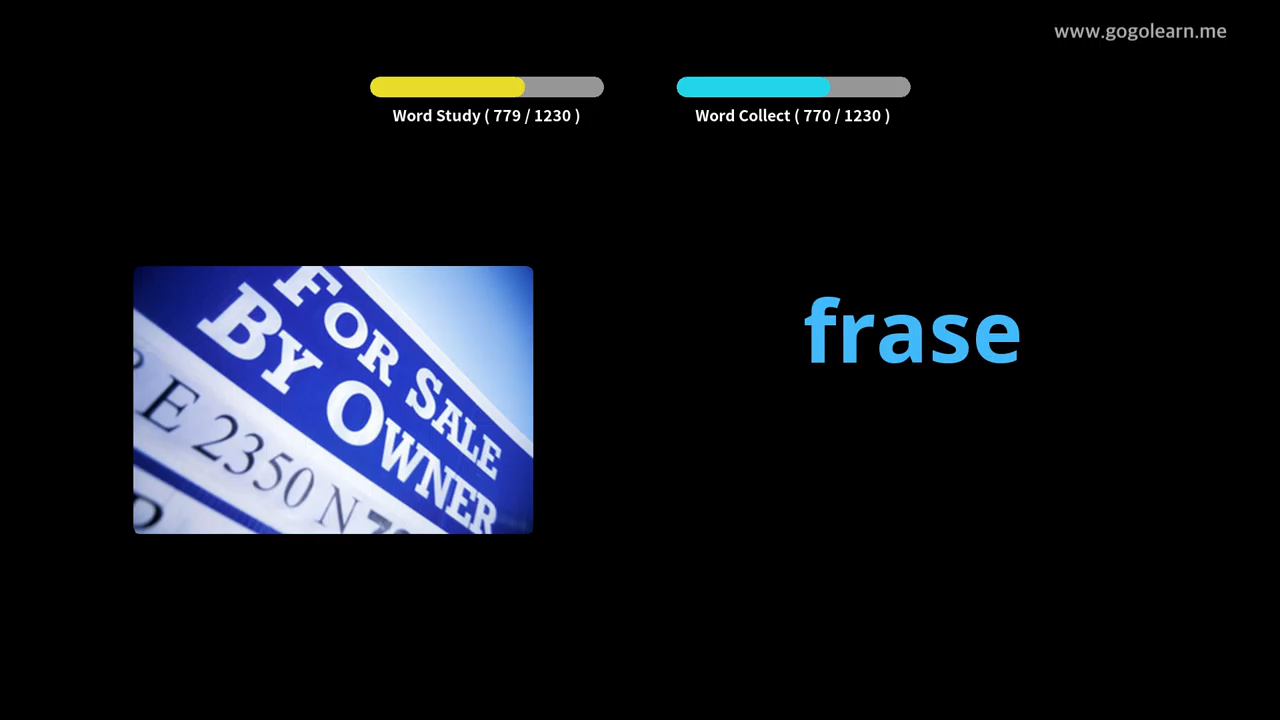 www.gogolearn.me
Word Study ( 779 / 1230 )
Word Collect ( 770 / 1230 )
FOR SALE
BY OWNER
E 2350 N
frase